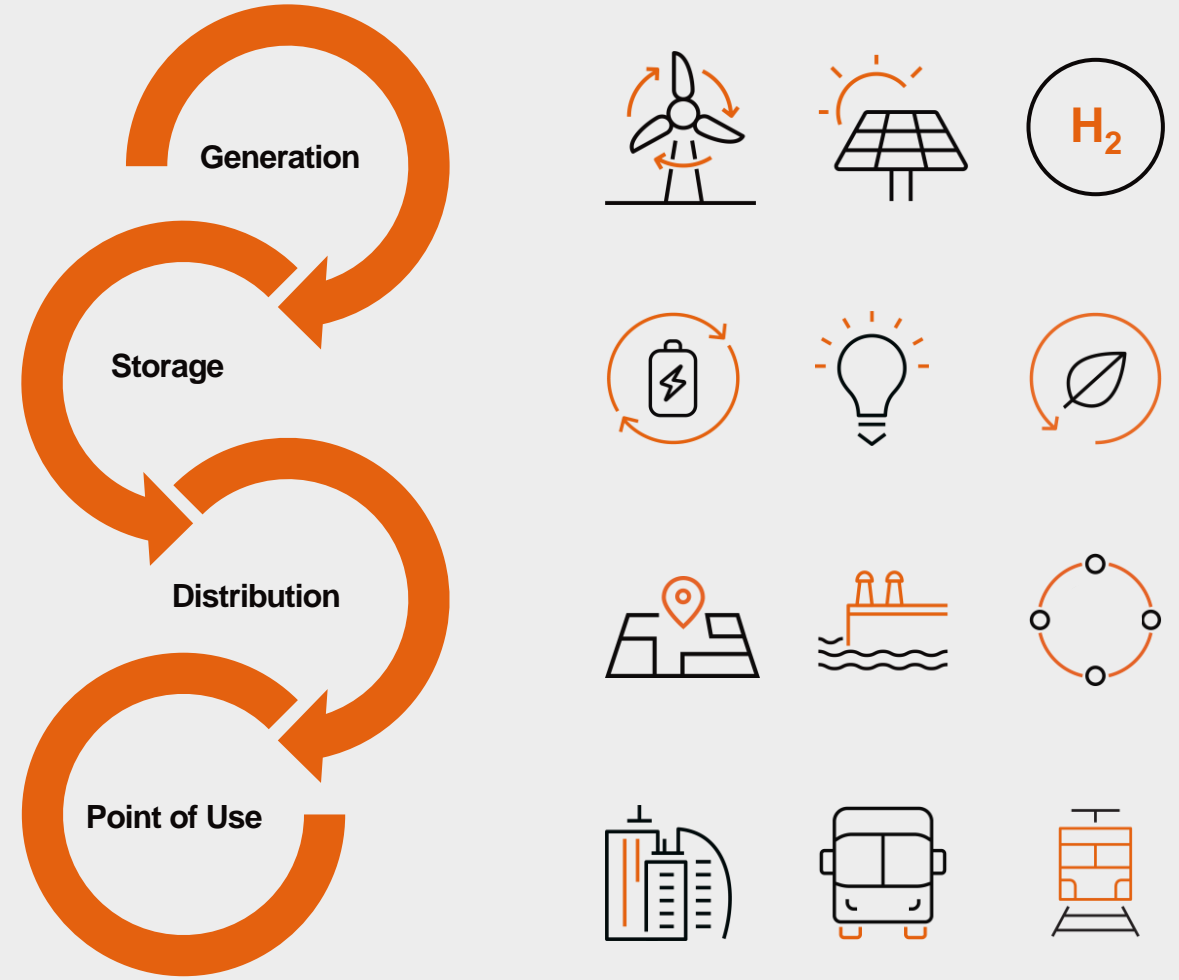 Generation
H₂
Storage
Distribution
Point of Use